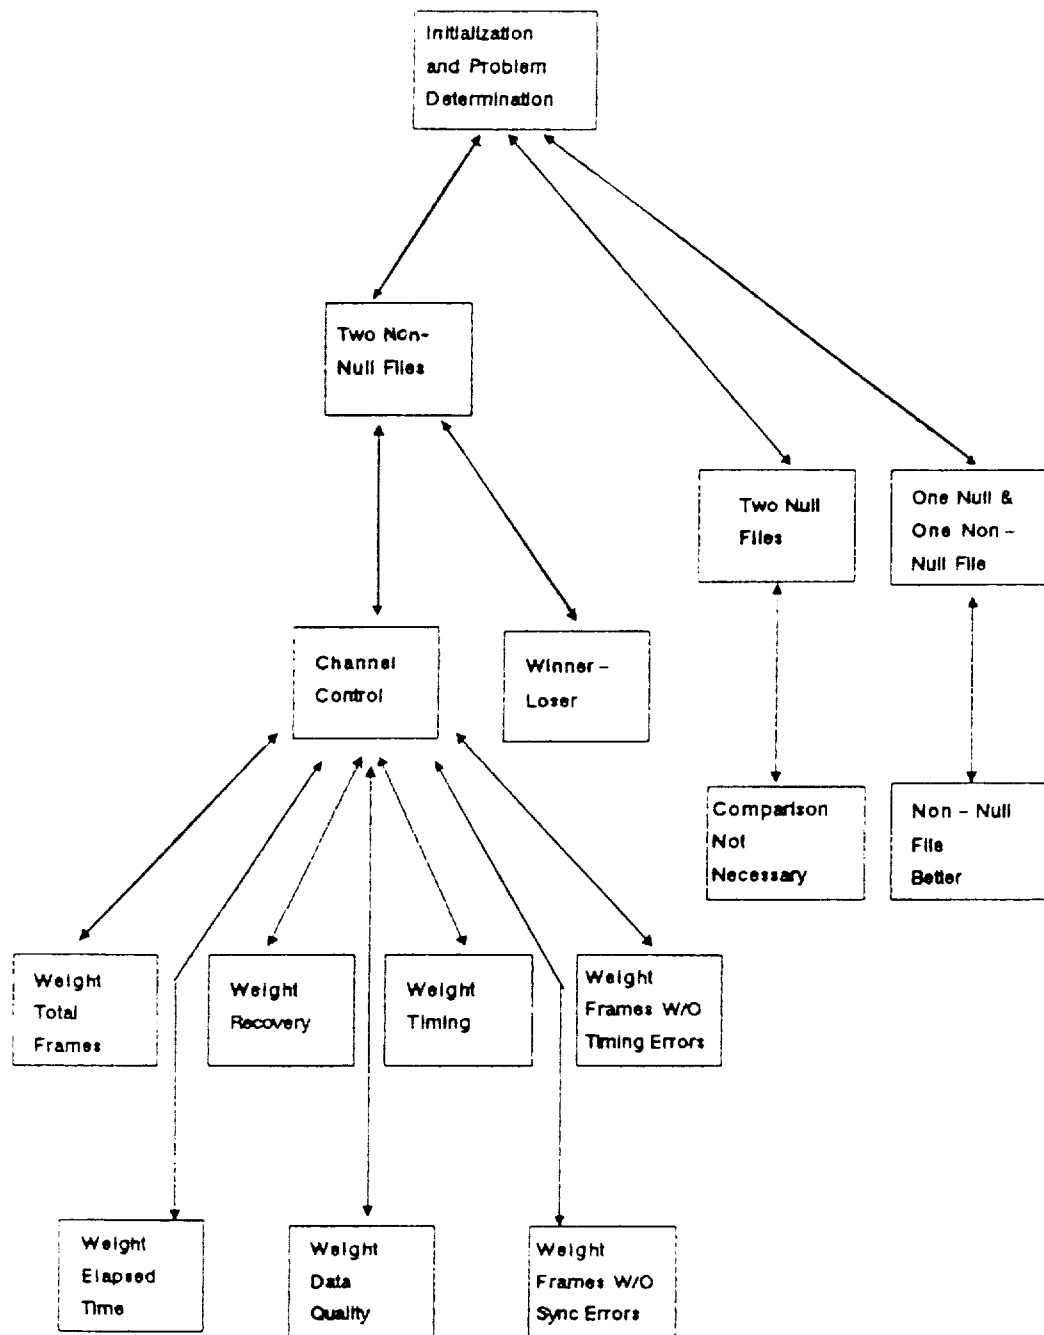 Initialization
and Problem
Determination
Two Non-
Null Files
Two Null
Files
One Null &
One Non-
Null File
Channel
Control
Winner-
Loser
Comparison
Not
Necessary
Non-Null
File
Better
Weight
Total
Frames
Weight
Recovery
Weight
Timing
Weight
Frames W/O
Timing Errors
Weight
Elapsed
Time
Weight
Data
Quality
Weight
Frames W/O
Sync Errors